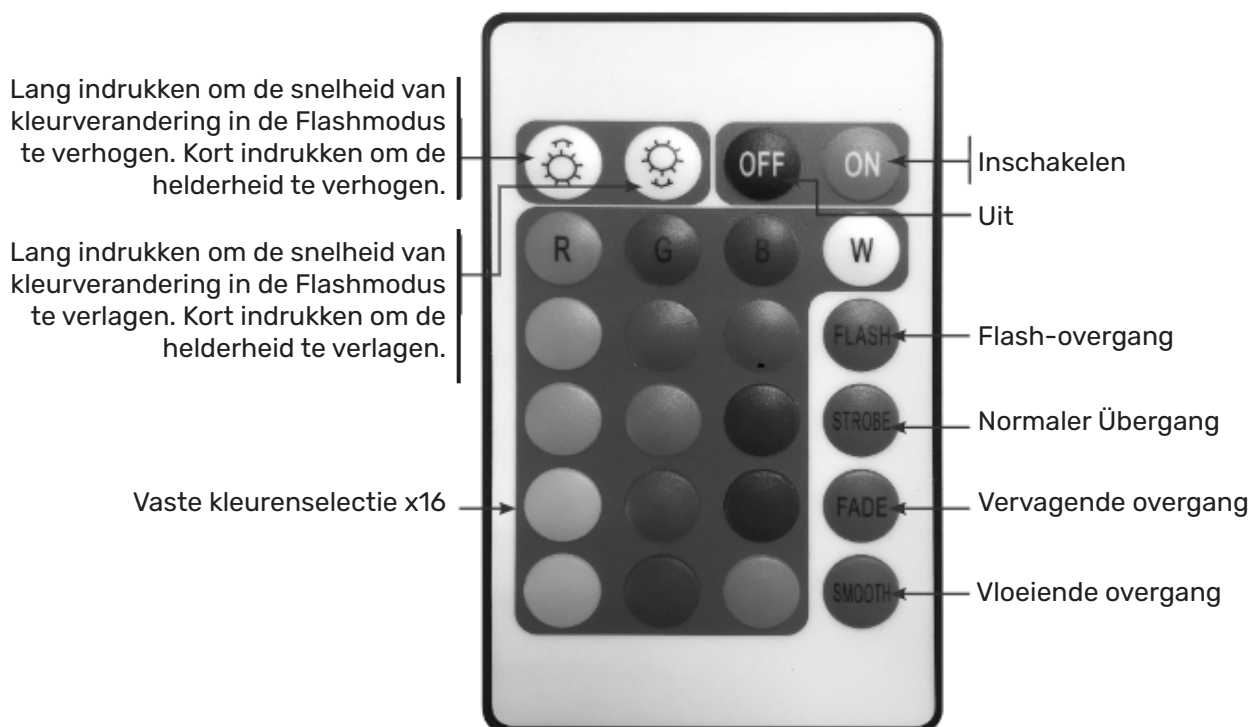 Lang indrukken om de snelheid van
kleurverandering in de Flashmodus
te verhogen. Kort indrukken om de
helderheid te verhogen.
Lang indrukken om de snelheid van
kleurverandering in de Flashmodus
te verlagen. Kort indrukken om de
helderheid te verlagen.
Vaste kleurenselectie x16
OFF
ON
R
G
B
W
FLASH
STROBE
FADE
SMOOTH
Inschakelen
Uit
Flash-overgang
Normaler Übergang
Vervagende overgang
Vloeiende overgang